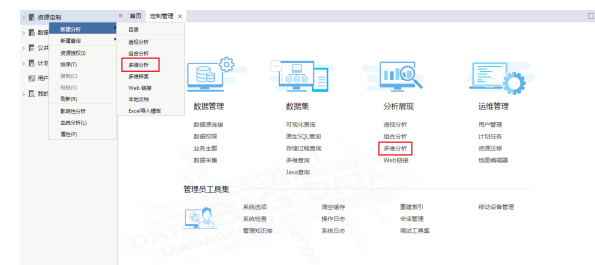 资源定制
首页 定制管理 ×
数据
公共
计划
用户
我的
新建分析
新建查询
资源授权(I)
排序(T)
复制(C)
粘贴(S)
刷新(R)
影响性分析
血统分析(L)
属性(P)
目录
透视分析
组合分析
多维分析
多维探索
Web 链接
本地文档
Excel导入模板
数据管理
数据源连接
数据权限
业务主题
数据采集
数据集
可视化查询
原生SQL查询
存储过程查询
多维查询
Java查询
分析展现
透视分析
组合分析
多维分析
Web链接
运维管理
用户管理
计划任务
资源迁移
地图编辑器
管理员工具集
系统选项 清空缓存 重建索引 移动设备管理
系统检查 操作日志 会话管理
管理知识库 系统日志 调试工具集